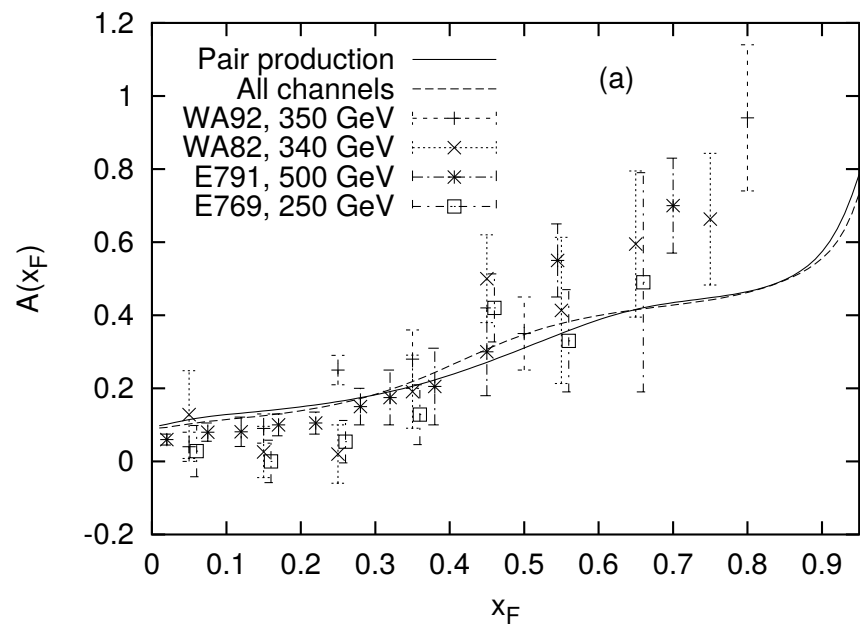 1.2
1
0.8
0.6
0.4
0.2
0
-0.2
A(x_F)
Pair production
All channels
WA92, 350 GeV
WA82, 340 GeV
E791, 500 GeV
E769, 250 GeV
(a)
0 0.1 0.2 0.3 0.4 0.5 0.6 0.7 0.8 0.9
x_F